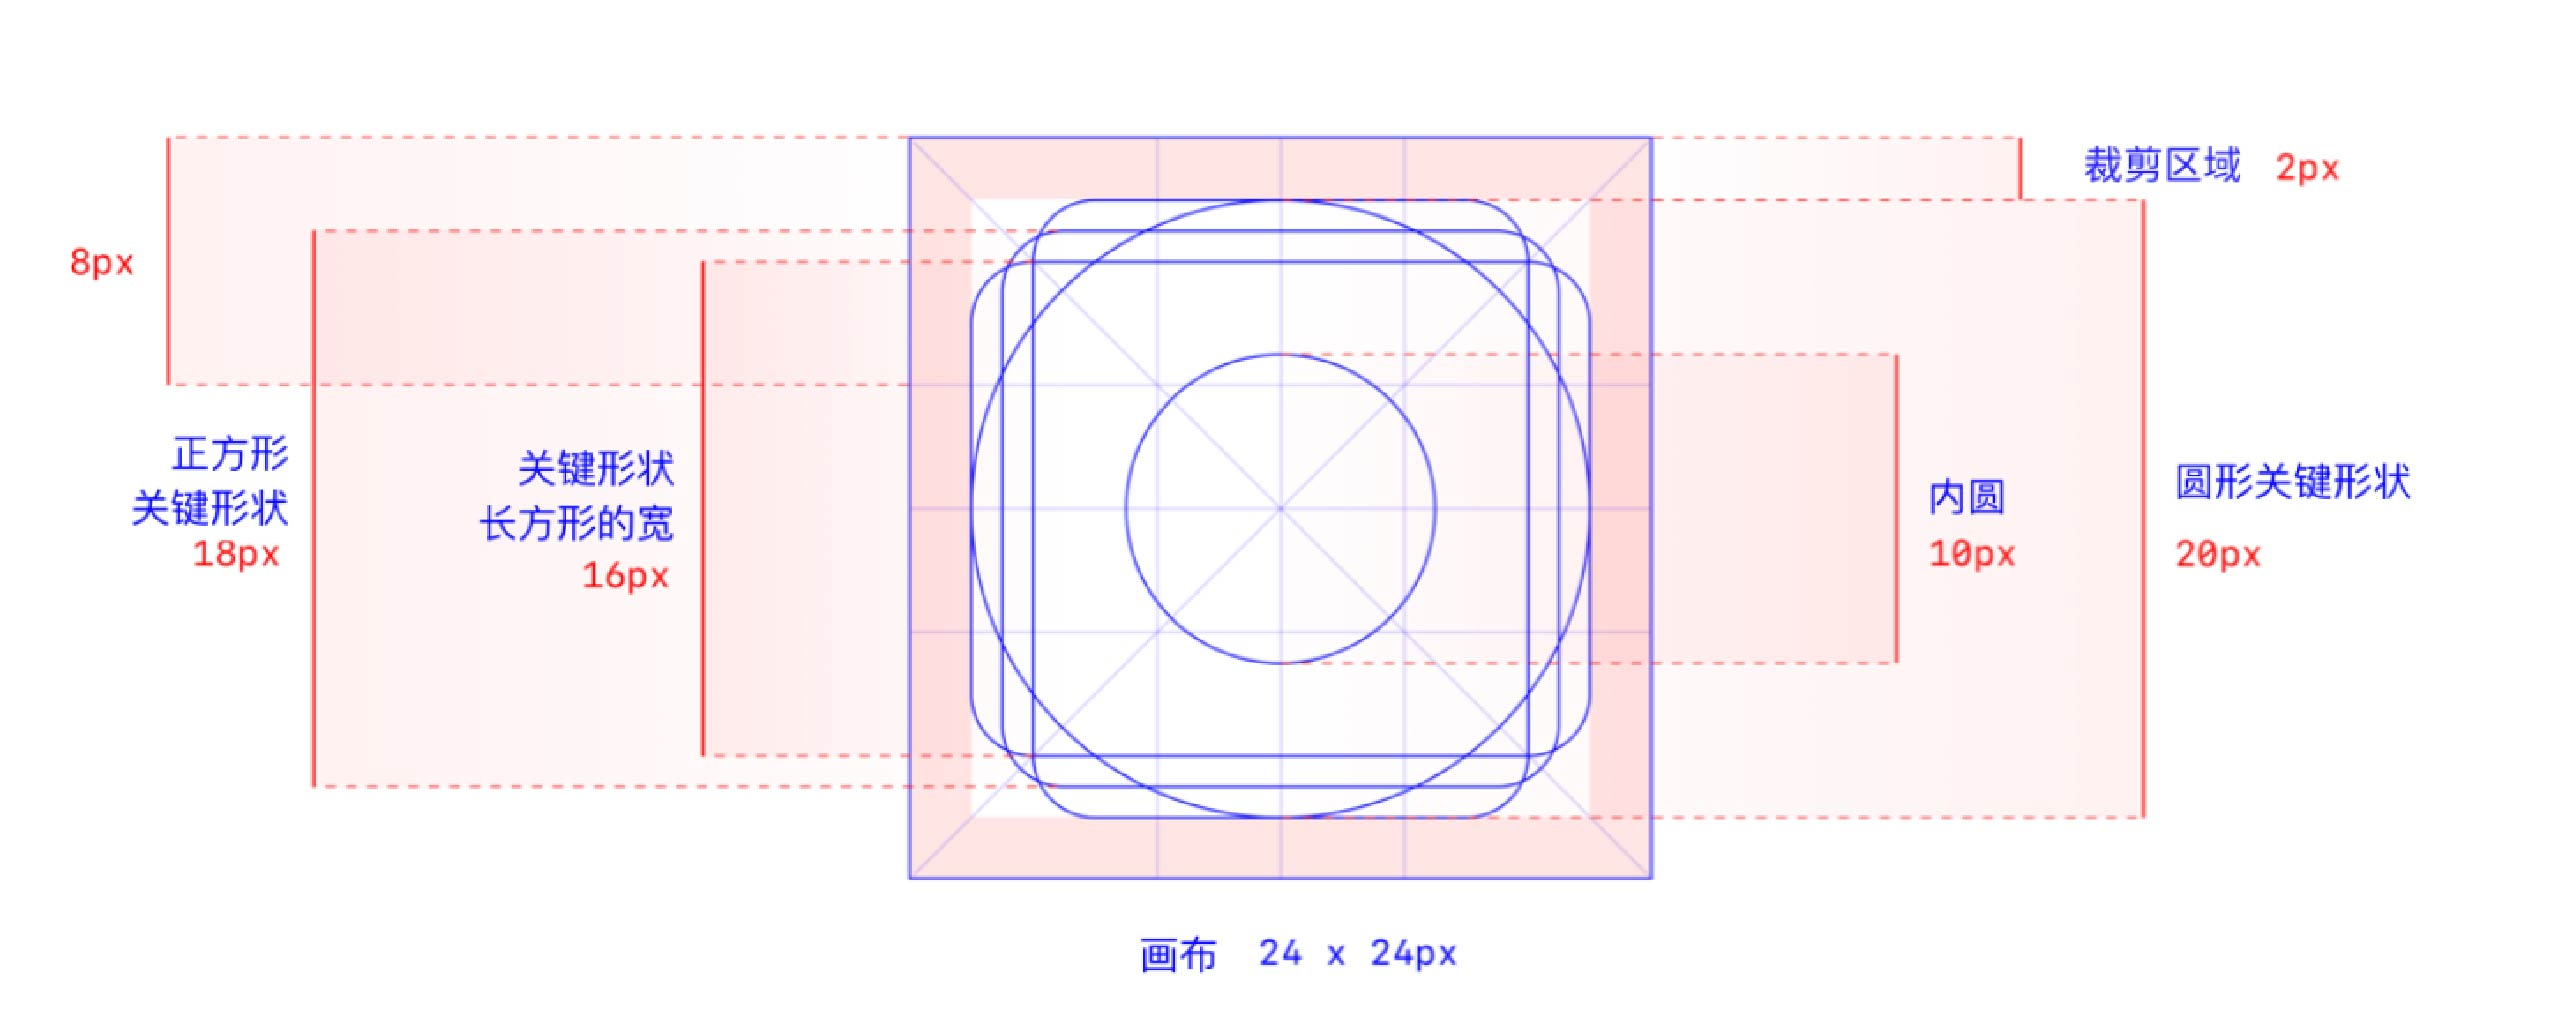 裁剪区域 2px
8px
正方形
关键形状
18px
关键形状
长方形的宽
16px
内圆
10px
圆形关键形状
20px
画布 24 x 24px